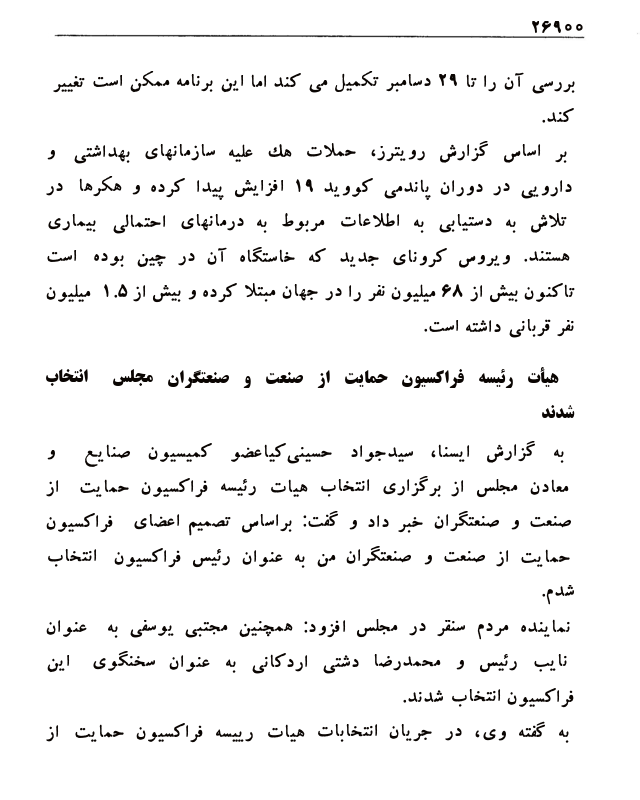 ۲۶۹۰۰
بررسی آن را تا ۲۹ دسامبر تکمیل می کند اما این برنامه ممکن است تغییر
کند.
بر اساس گزارش رویترز، حملات هك علیه سازمانهای بهداشتی و
دارویی در دوران پاندمی کووید ۱۹ افزایش پیدا کرده و هکرها در
تلاش به دستیابی به اطلاعات مربوط به درمانهای احتمالی بیماری
هستند. ویروس کرونای جدید که خاستگاه آن در چین بوده است
تاکنون بیش از ۶۸ میلیون نفر را در جهان مبتلا کرده و بیش از ۱.۵ میلیون
نفر قربانی داشته است.
هیأت رئیسه فراکسیون حمایت از صنعت و صنعتگران مجلس انتخاب
شدند
به گزارش ایسنا، سیدجواد حسینی‌کیاعضو کمیسیون صنایع و
معادن مجلس از برگزاری انتخاب هیات رئیسه فراکسیون حمایت از
صنعت و صنعتگران خبر داد و گفت: براساس تصمیم اعضای فراکسیون
حمایت از صنعت و صنعتگران من به عنوان رئیس فراکسیون انتخاب
شدم.
نماینده مردم سنقر در مجلس افزود: همچنین مجتبی یوسفی به عنوان
نایب رئیس و محمدرضا دشتی اردکانی به عنوان سخنگوی این
فراکسیون انتخاب شدند.
به گفته وی، در جریان انتخابات هیات رییسه فراکسیون حمایت از